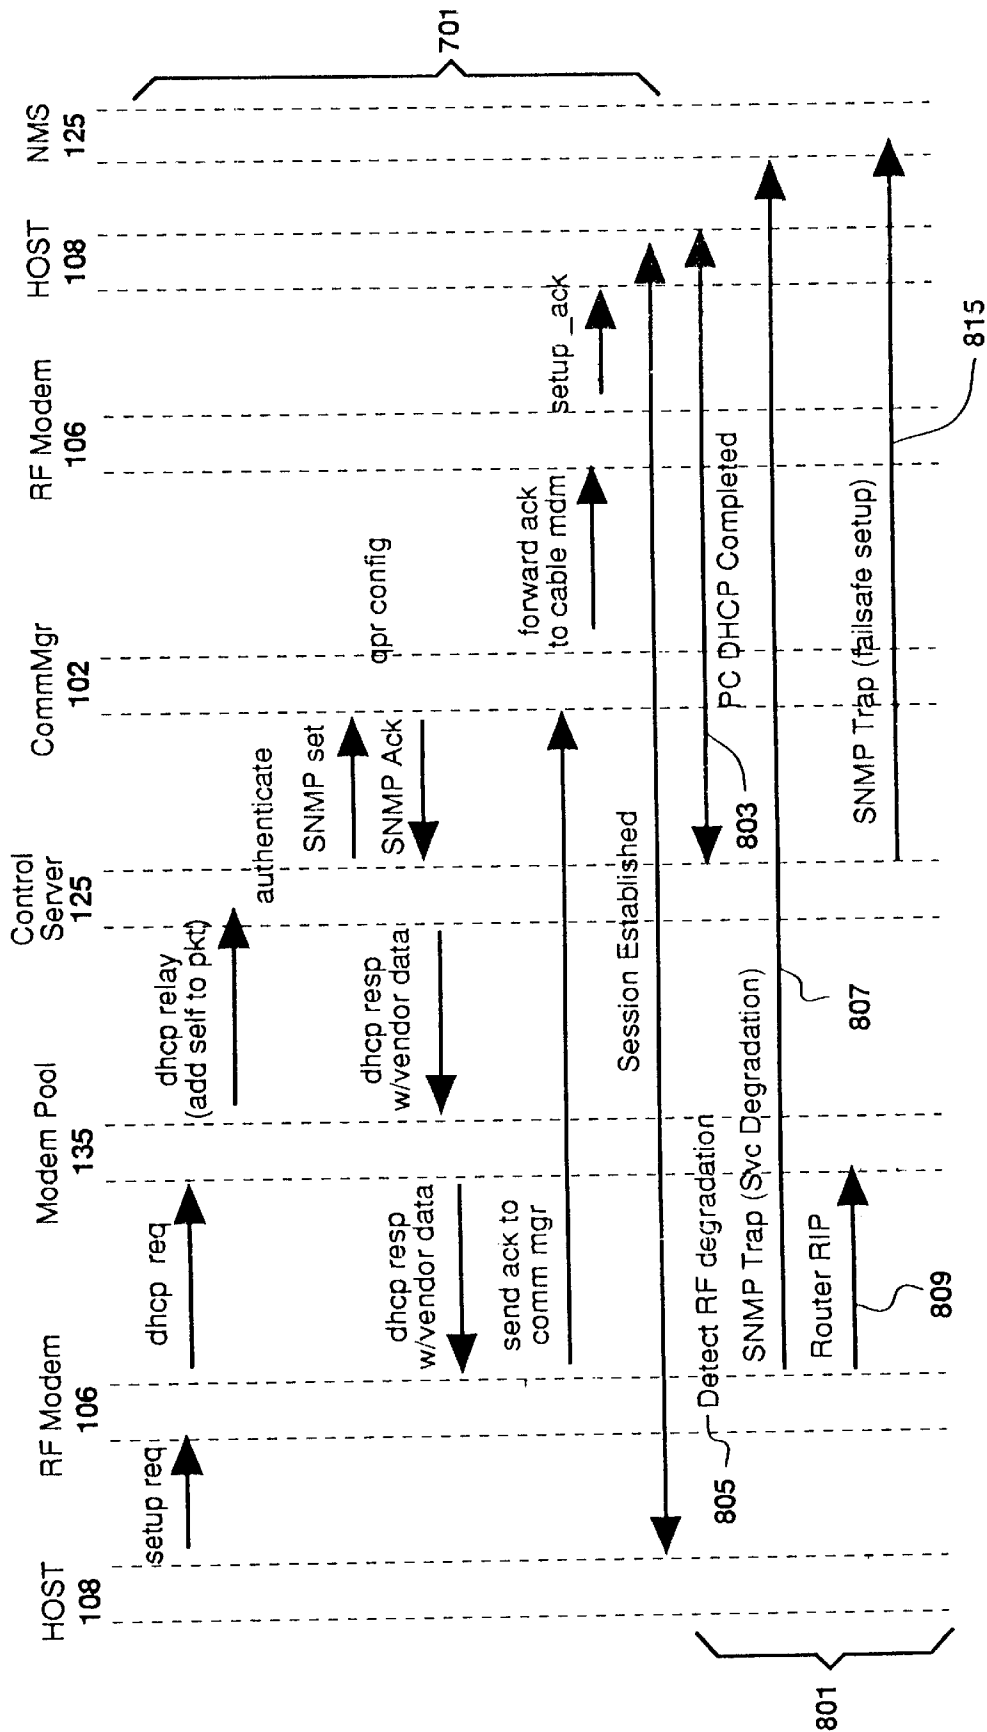 HOST
108
RF Modem
106
Modem Pool
135
Control
Server
125
CommMgr
102
RF Modem
106
HOST
108
NMS
125
setup req
dhcp req
dhcp relay
(add self to pkt)
authenticate
SNMP set
SNMP Ack
qpr config
dhcp resp
w/vendor data
dhcp resp
w/vendor data
send ack to
comm mgr
forward ack
to cable mdm
setup _ack
Session Established
701
803
PC DHCP Completed
805
Detect RF degradation
SNMP Trap (Svc Degradation)
807
Router RIP
809
SNMP Trap (failsafe setup)
815
801